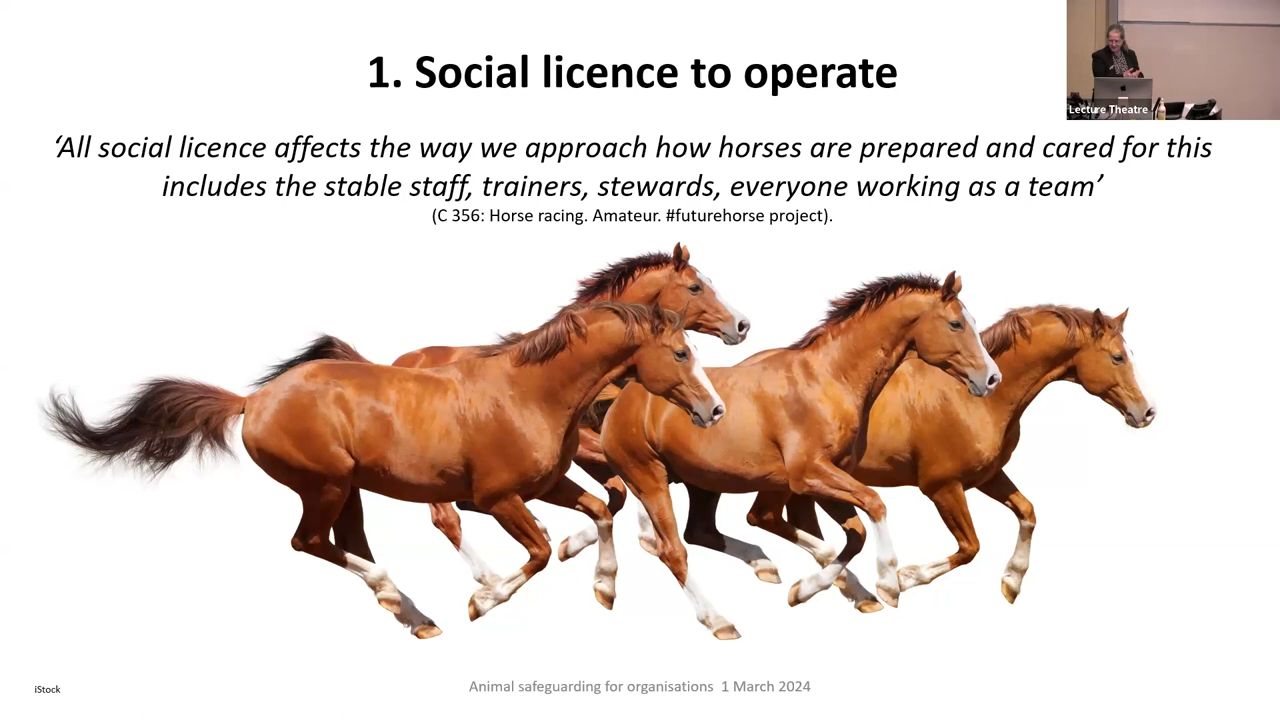 1. Social licence to operate
Lecture Theatre
‘All social licence affects the way we approach how horses are prepared and cared for this
includes the stable staff, trainers, stewards, everyone working as a team’
(C 356: Horse racing. Amateur. #futurehorse project).
iStock
Animal safeguarding for organisations 1 March 2024